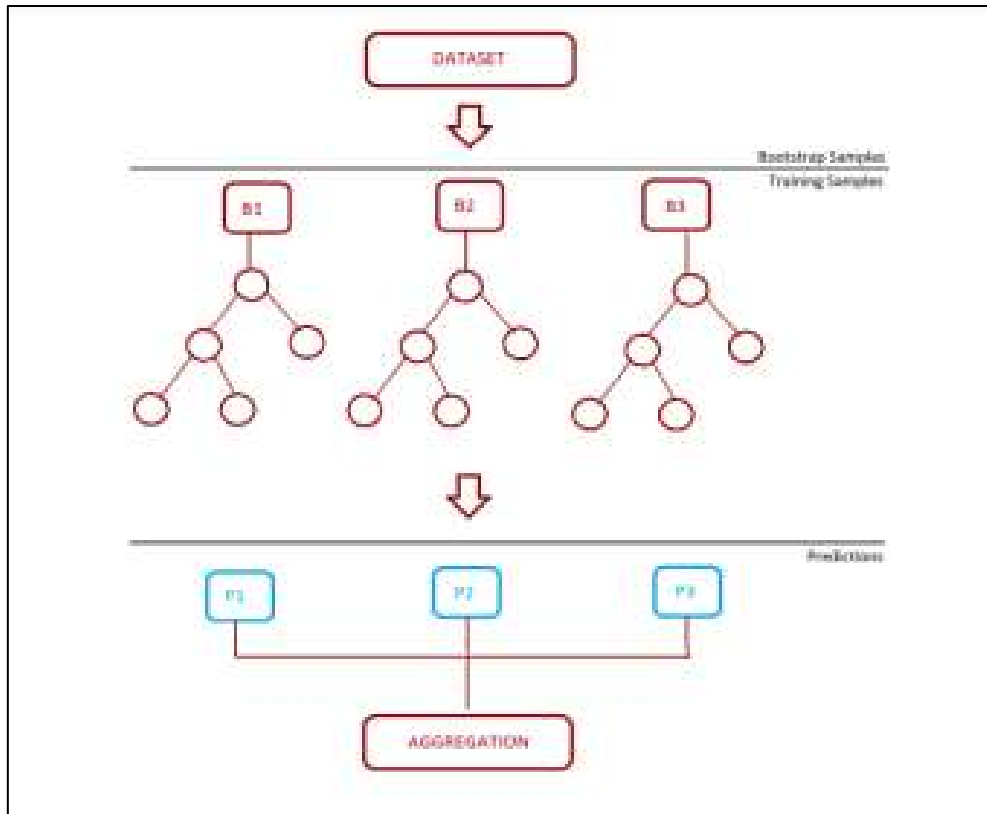 DATASET
Bootstrap Samples
Training Samples
B1
B2
B3
Predictions
P1
P2
P3
AGGREGATION